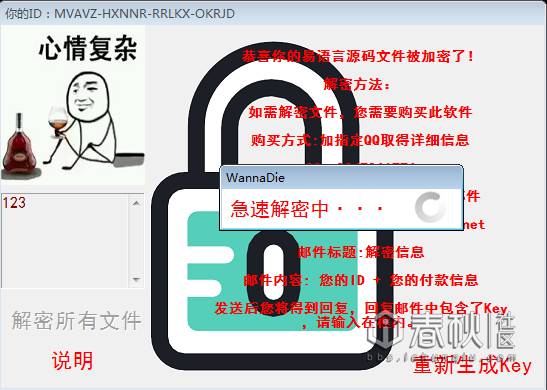 你的ID：MVAVZ-HXNNR-RRLKX-OKRJD
心情复杂
恭喜你的易语言源码文件被加密了!
解密方法:
如需解密文件，您需要购买此软件
购买方式:加指定QQ取得详细信息
WannaDie
急速解密中···
件
net
123
邮件标题:解密信息
邮件内容: 您的ID + 您的付款信息
发送后您将得到回复，回复邮件中包含了Key
，请输入在
解密所有文件
说明
重新生成Key
春秋
社区